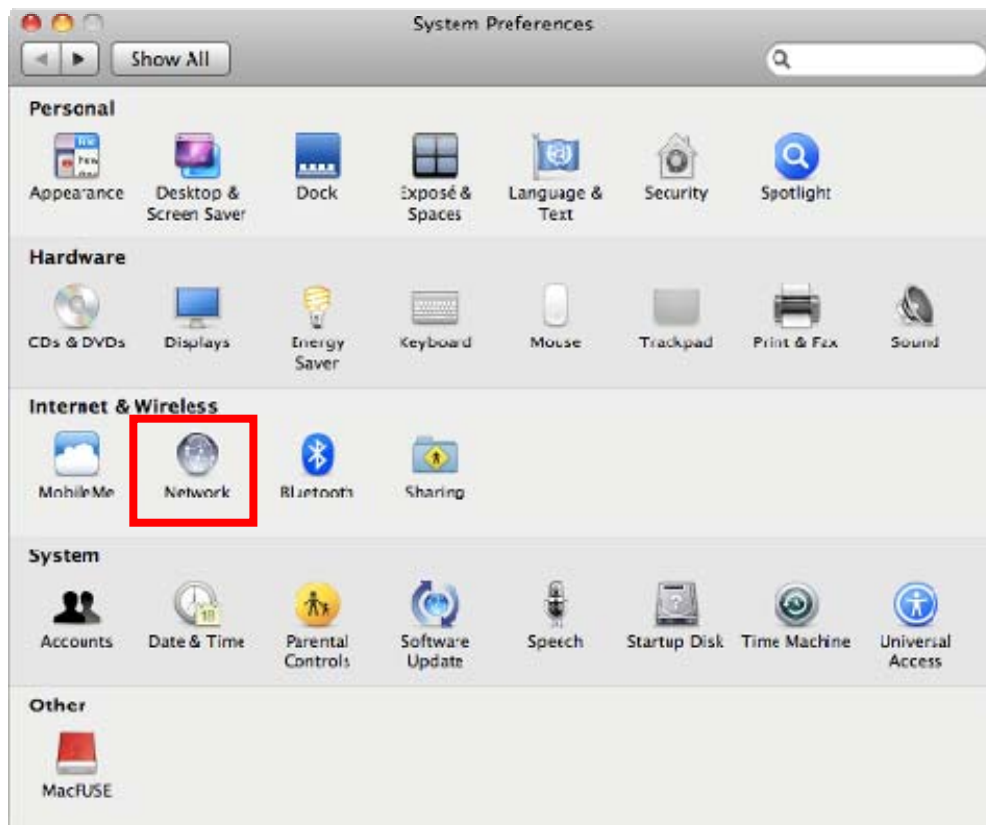 System Preferences
Show All
Personal
Appearance
Desktop &
Screen Saver
Dock
Exposé &
Spaces
Language &
Text
Security
Spotlight
Hardware
CDs & DVDs
Displays
Energy
Saver
Keyboard
Mouse
Trackpad
Print & Fax
Sound
Internet & Wireless
MobileMe
Network
Bluetooth
Sharing
System
Accounts
Date & Time
Parental
Controls
Software
Update
Speech
Startup Disk
Time Machine
Universal
Access
Other
MacFUSE